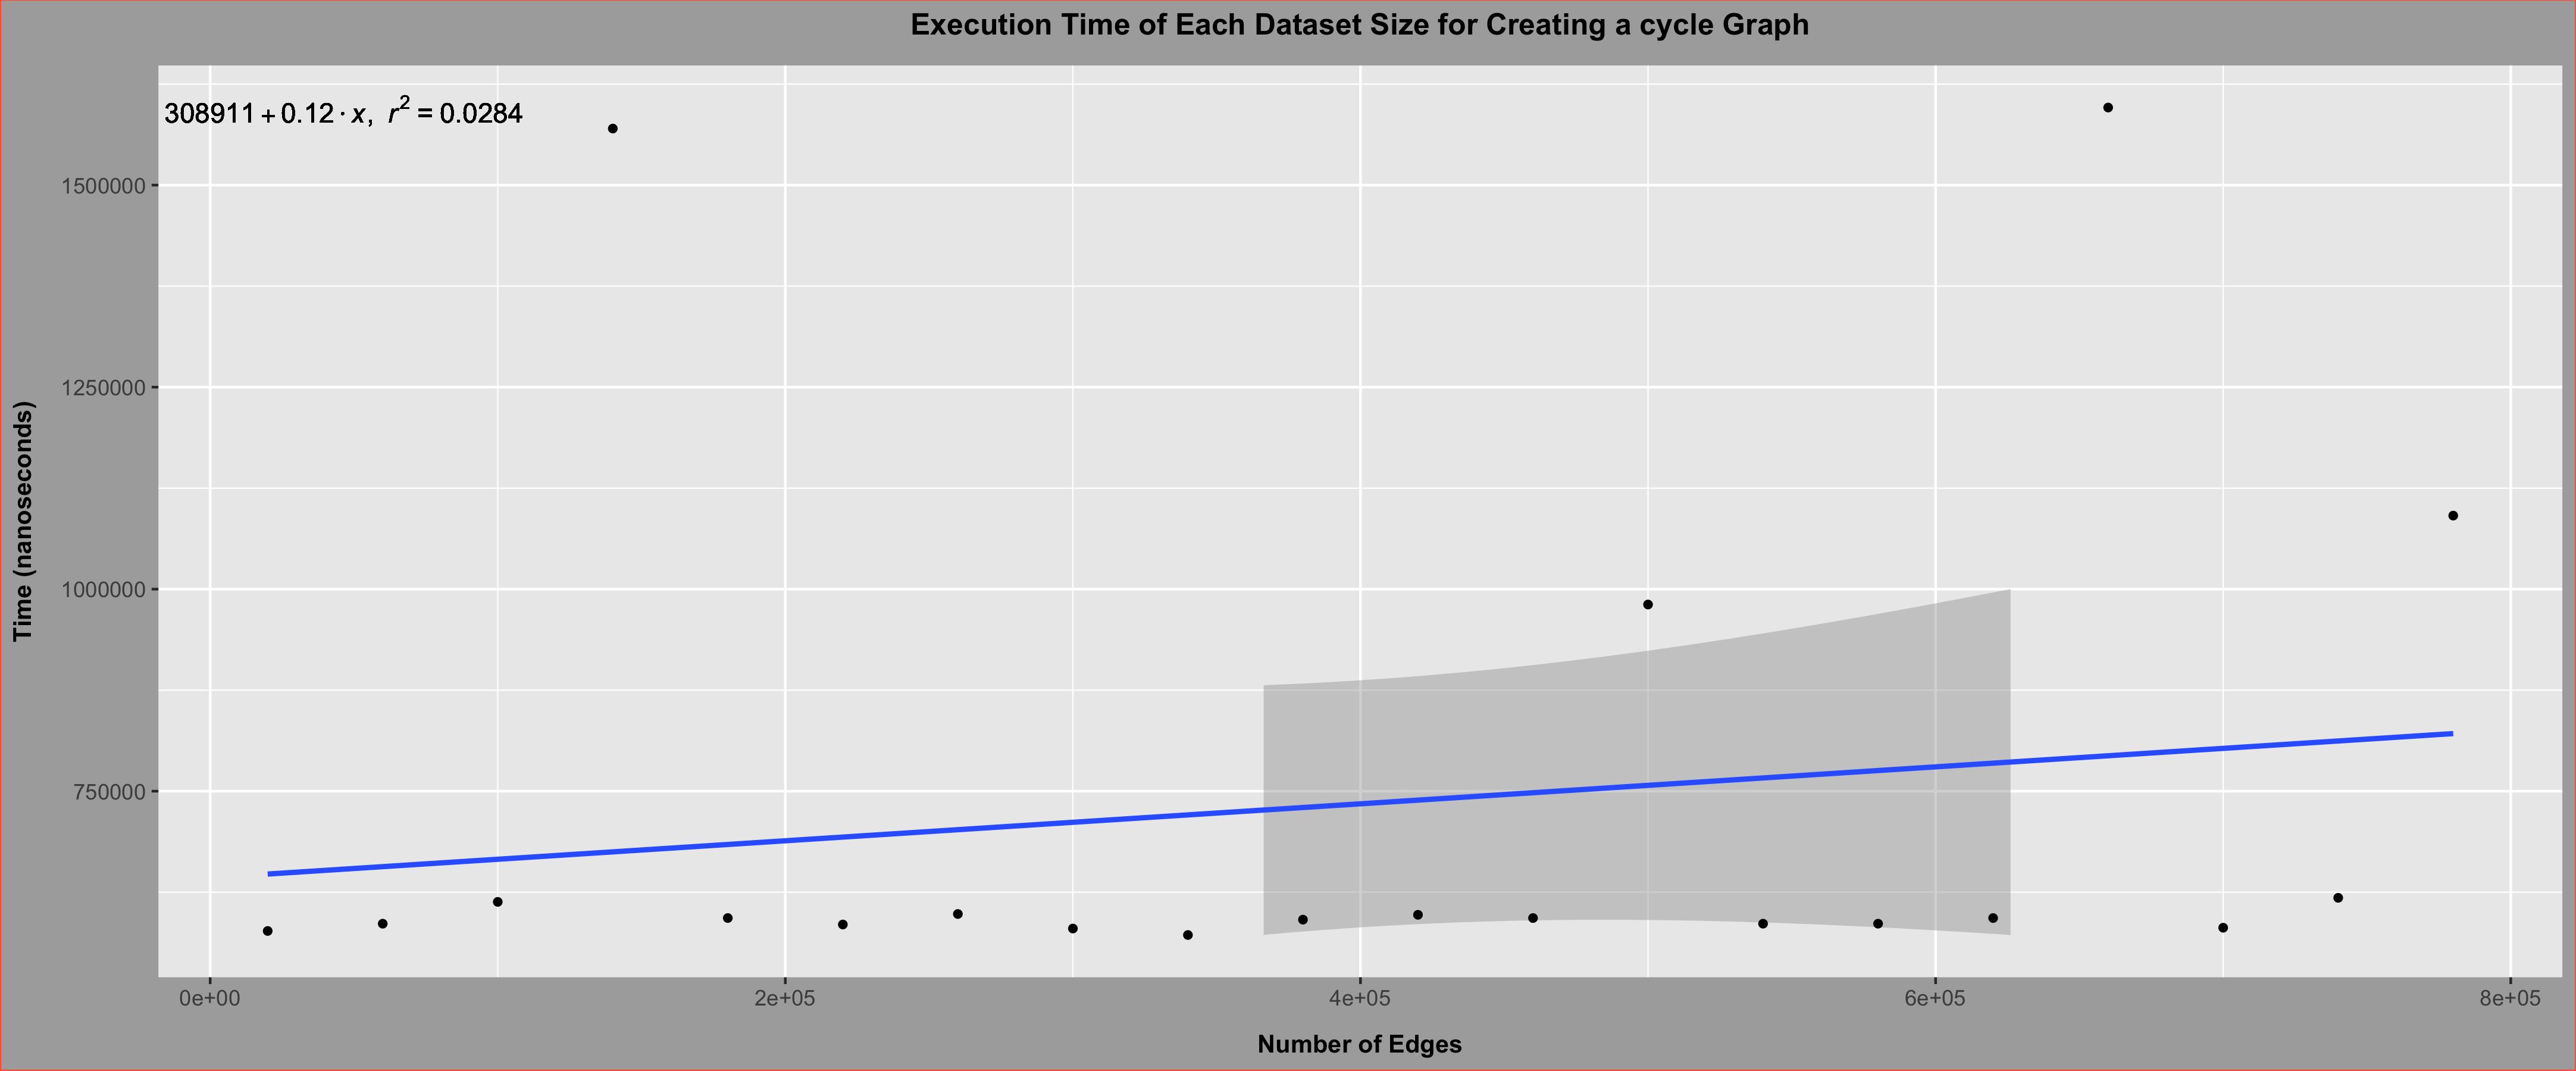 Execution Time of Each Dataset Size for Creating a cycle Graph
308911 + 0.12 · x, r² = 0.0284
1500000
1250000
1000000
750000
Time (nanoseconds)
0e+00 2e+05 4e+05 6e+05 8e+05
Number of Edges